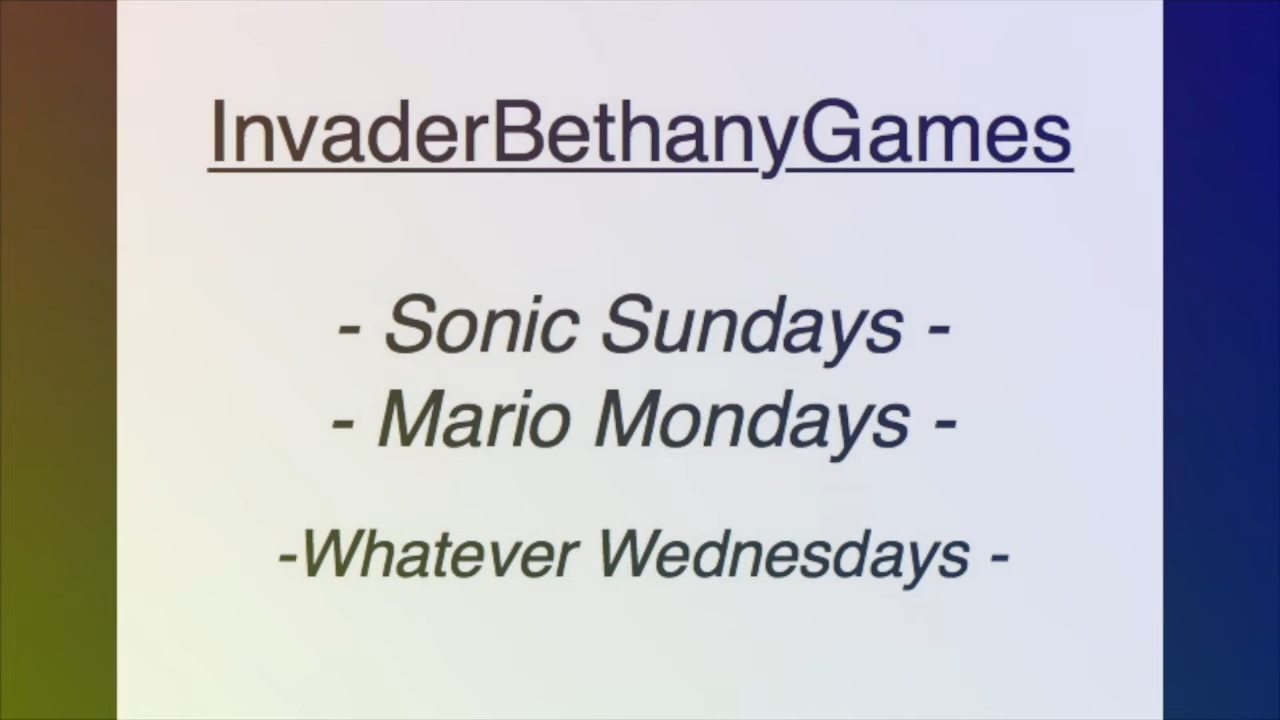 InvaderBethanyGames
- Sonic Sundays -
- Mario Mondays -
-Whatever Wednesdays -